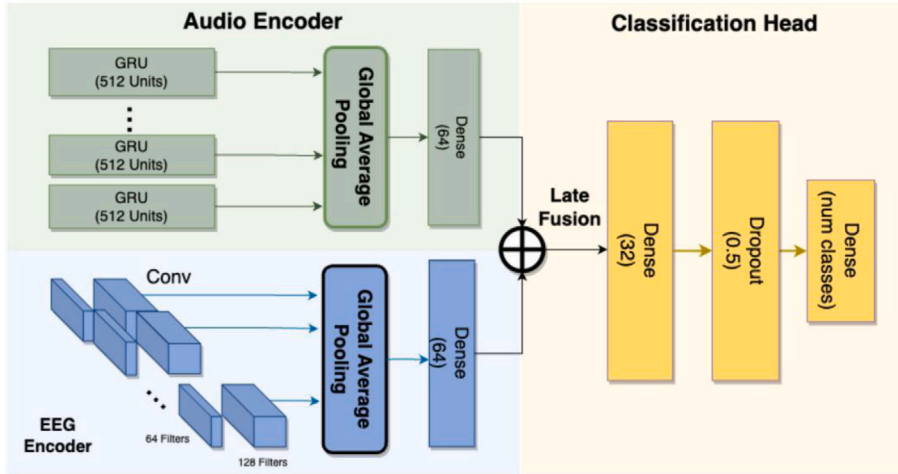 Audio Encoder
GRU
(512 Units)
GRU
(512 Units)
GRU
(512 Units)
Global Average
Pooling
Dense
(64)
Conv
64 Filters
128 Filters
EEG
Encoder
Global Average
Pooling
Dense
(64)
Late
Fusion
Classification Head
Dense
(32)
Dropout
(0.5)
Dense
(num classes)